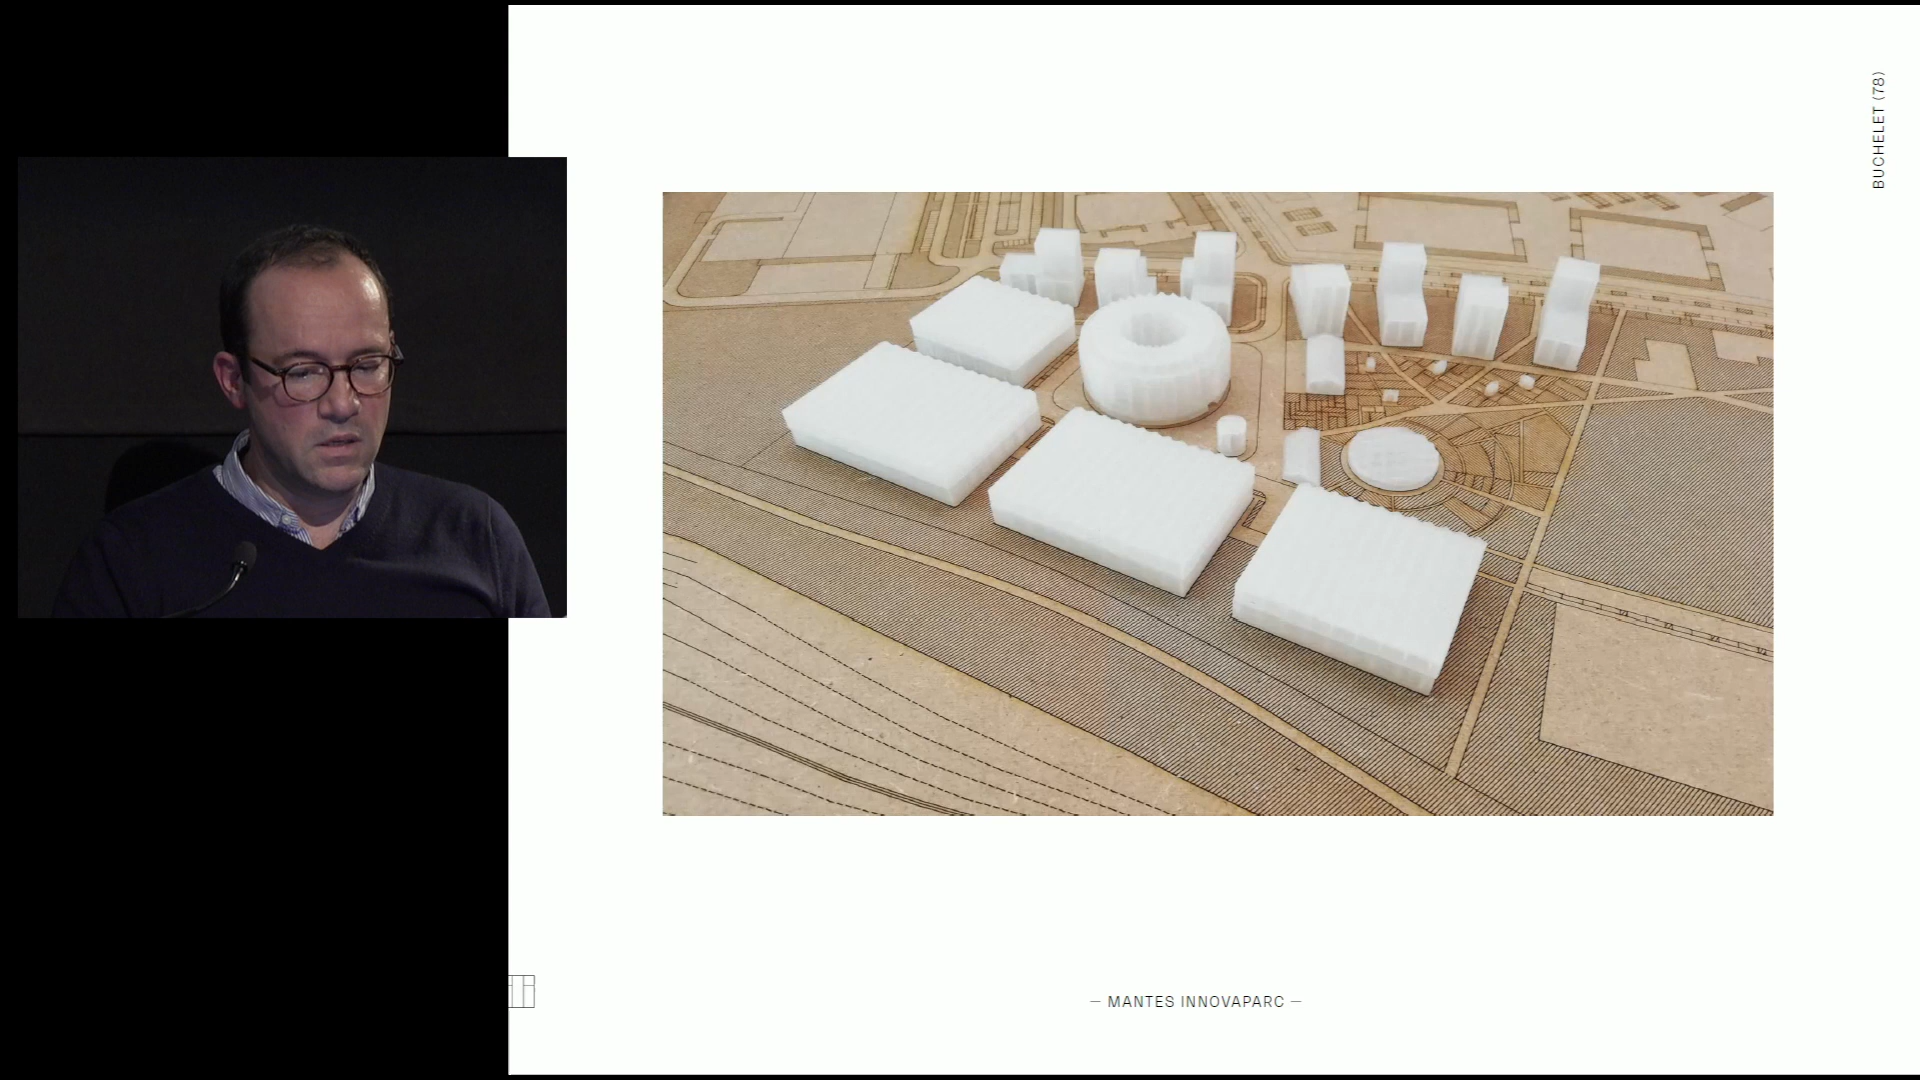 BUCHELET (78)
— MANTES INNOVAPARC —